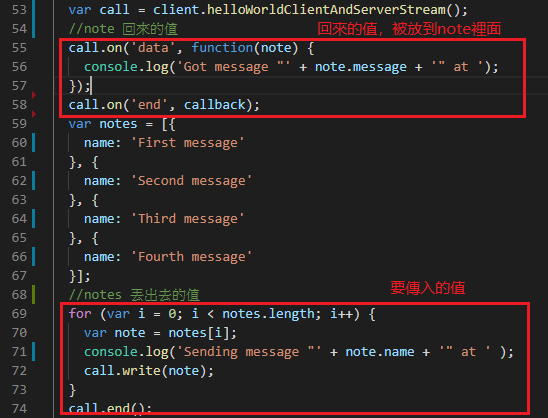 53 var call = client.helloWorldClientAndServerStream();
54 //note 回來的值 回來的值，被放到note裡面
55 call.on('data', function(note) {
56 console.log('Got message "' + note.message + '" at ');
57 });
58 call.on('end', callback);
59 var notes = [{
60 name: 'First message'
61 }, {
62 name: 'Second message'
63 }, {
64 name: 'Third message'
65 }, {
66 name: 'Fourth message'
67 }];
68 //notes 丟出去的值 要傳入的值
69 for (var i = 0; i < notes.length; i++) {
70 var note = notes[i];
71 console.log('Sending message "' + note.name + '" at ' );
72 call.write(note);
73 }
74 call.end();